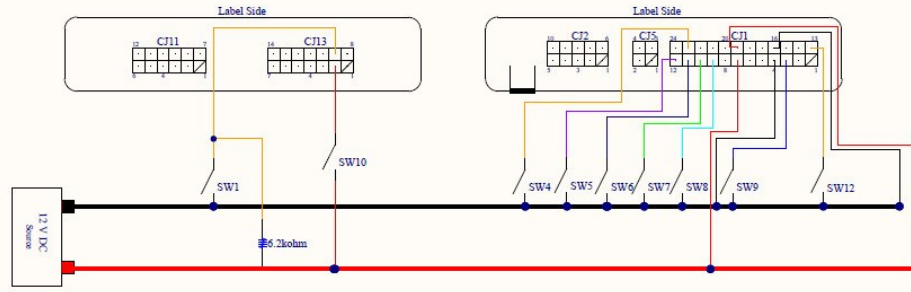 Label Side
Label Side
CJ11
CJ13
CJ2
CJ5
CJ1
12 7
14 8
10 6
24 20 16 13
6 4 1
7 4 1
5 3 1
2 1
12 8 4 1
SW10
SW1
SW4
SW5
SW6
SW7
SW8
SW9
SW12
12 V DC
Source
6.2kohm